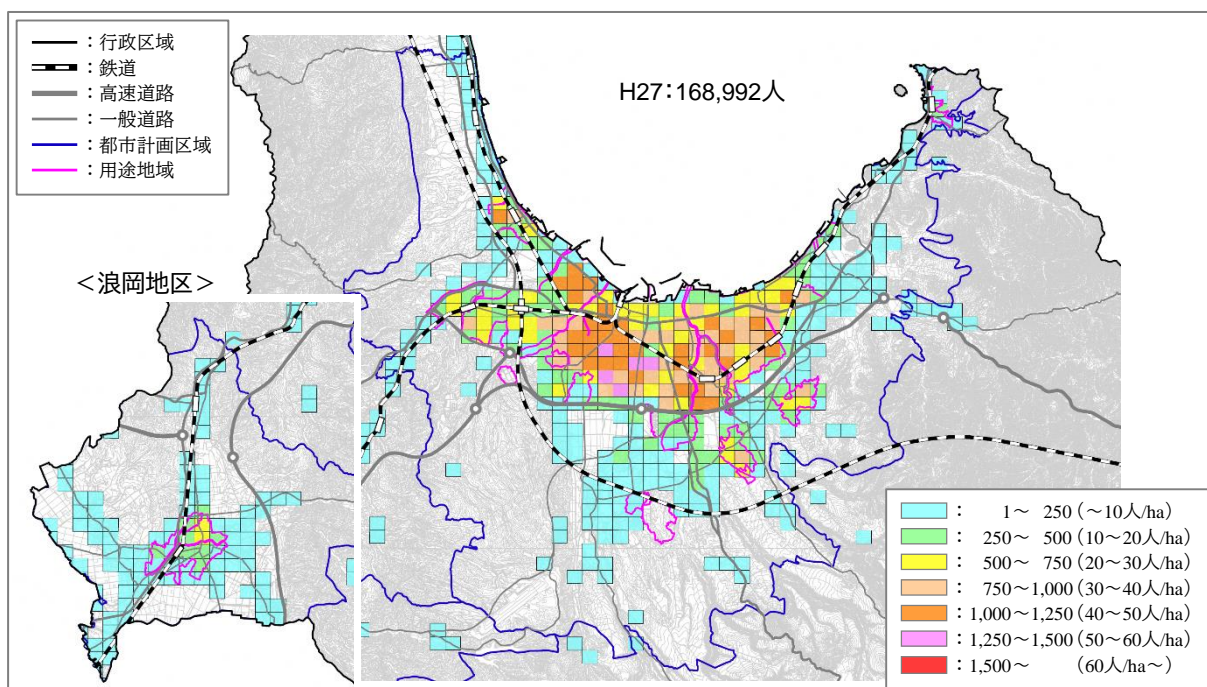 ：行政区域
：鉄道
：高速道路
：一般道路
：都市計画区域
：用途地域
H27：168,992人
＜浪岡地区＞
： 1～ 250（～10人/ha）
： 250～ 500（10～20人/ha）
： 500～ 750（20～30人/ha）
： 750～1,000（30～40人/ha）
：1,000～1,250（40～50人/ha）
：1,250～1,500（50～60人/ha）
：1,500～ （60人/ha～）